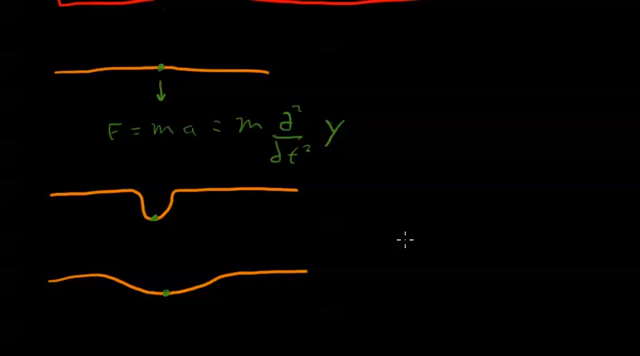 F = ma = m ∂²/∂t² y